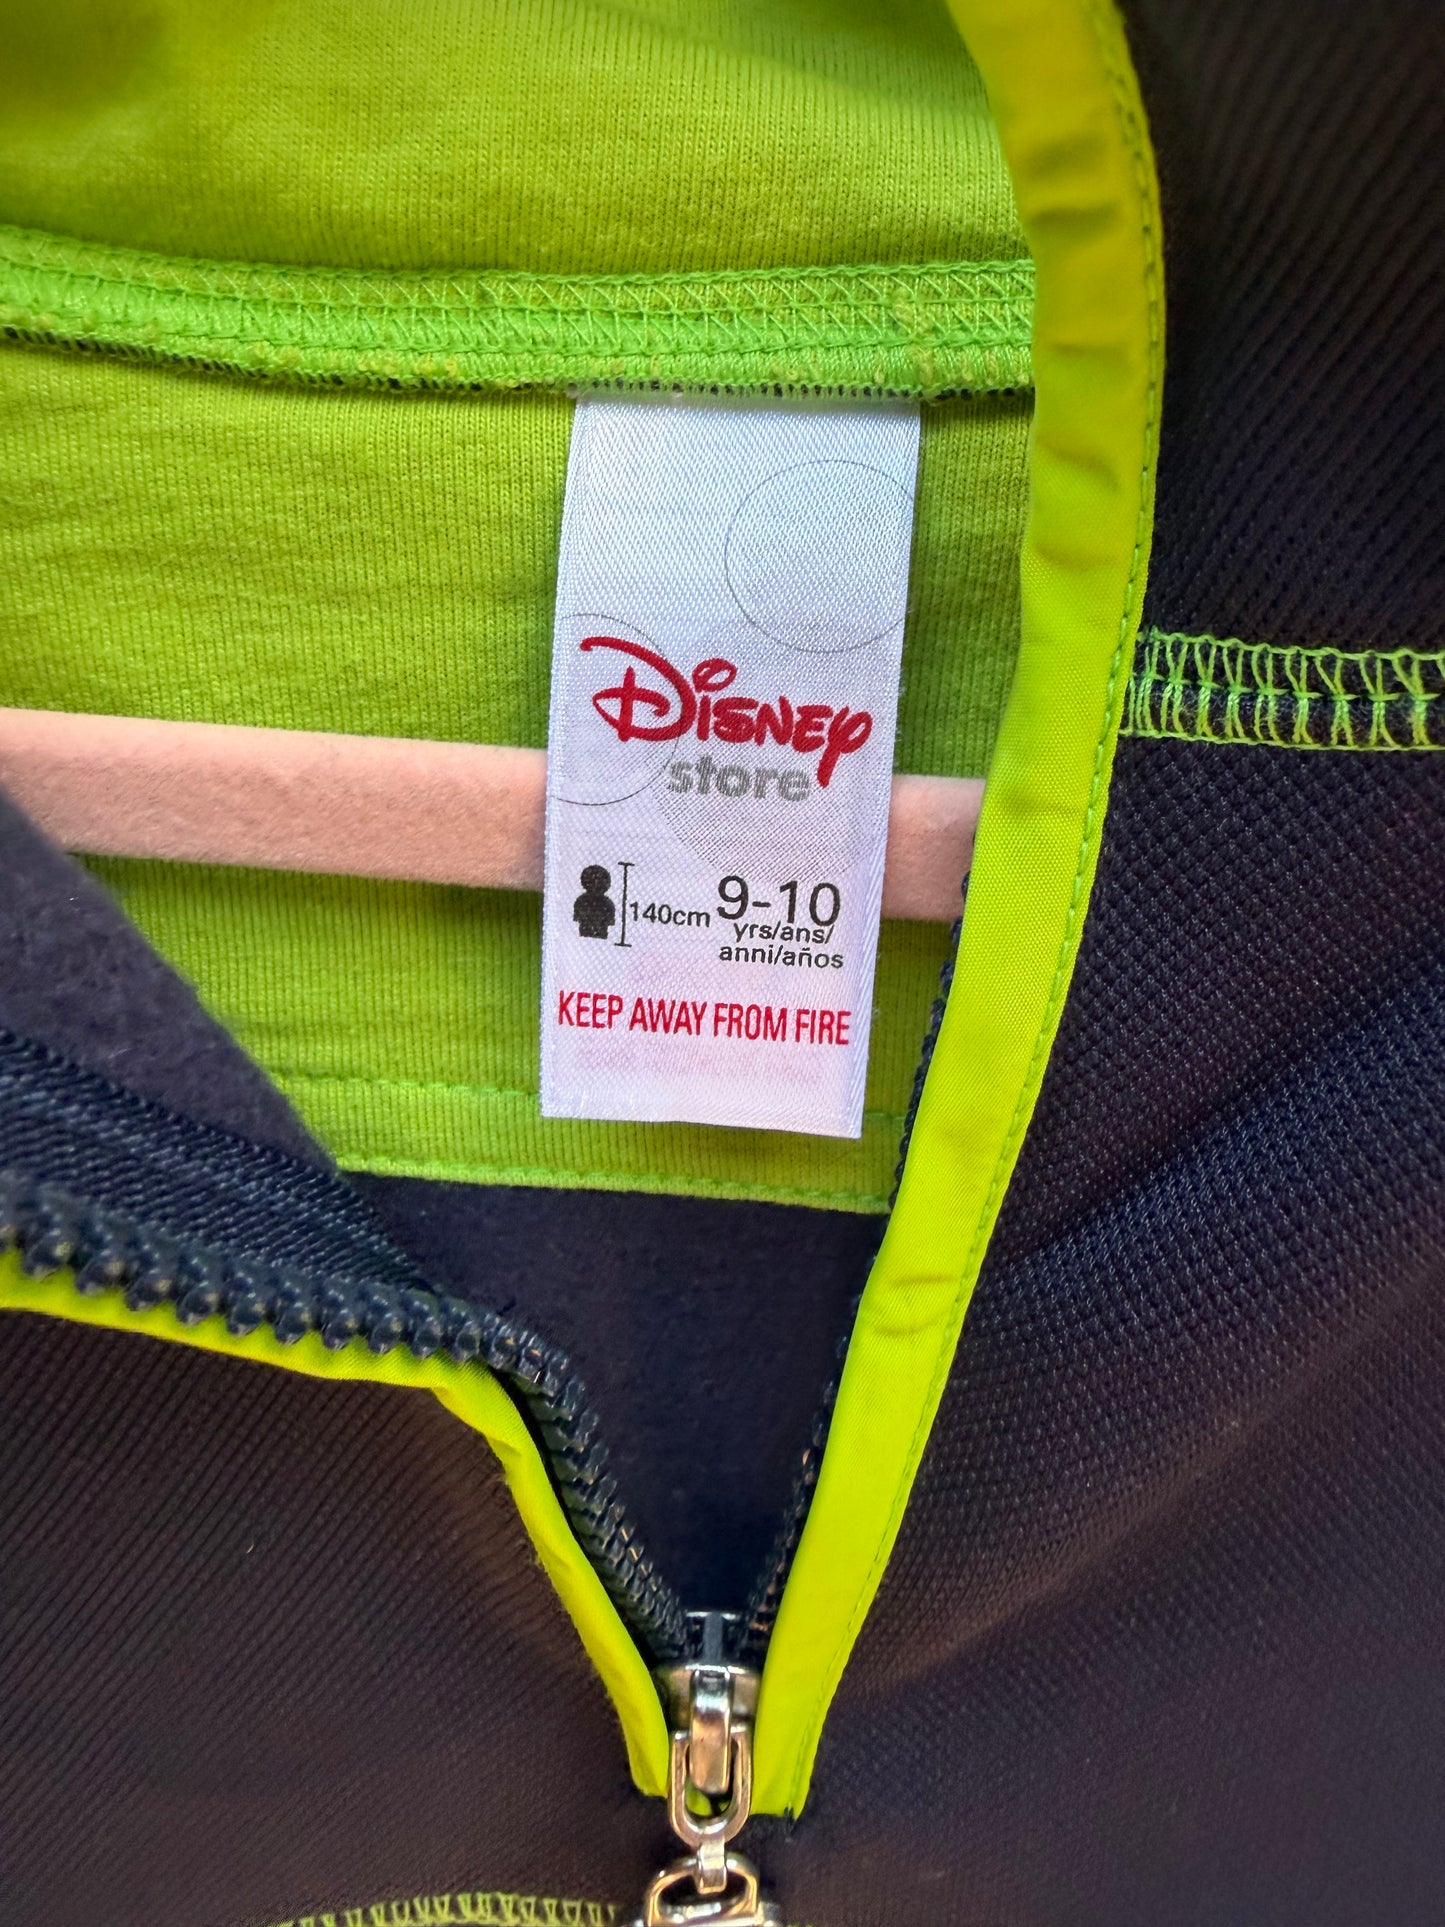 Disney
store
140cm 9-10
yrs/ans/
anni/años
KEEP AWAY FROM FIRE